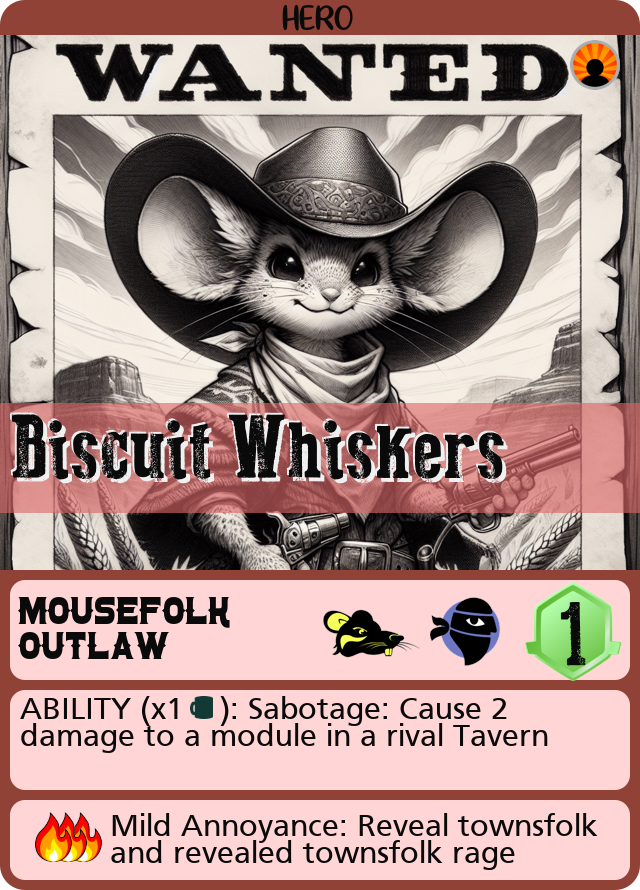 HERO
WANTED
Biscuit Whiskers
MOUSEFOLK
OUTLAW
1
ABILITY (x1 ): Sabotage: Cause 2
damage to a module in a rival Tavern
Mild Annoyance: Reveal townsfolk
and revealed townsfolk rage